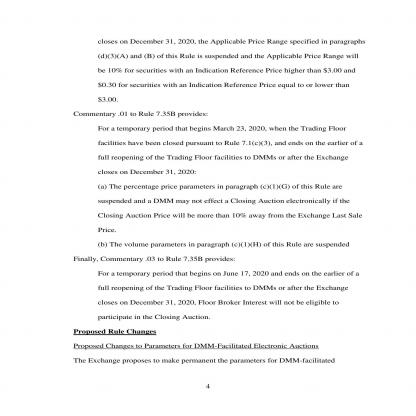 closes on December 31, 2020, the Applicable Price Range specified in paragraphs
(d)(3)(A) and (B) of this Rule is suspended and the Applicable Price Range will
be 10% for securities with an Indication Reference Price higher than $3.00 and
$0.30 for securities with an Indication Reference Price equal to or lower than
$3.00.
Commentary .01 to Rule 7.35B provides:
For a temporary period that begins March 23, 2020, when the Trading Floor
facilities have been closed pursuant to Rule 7.1(c)(3), and ends on the earlier of a
full reopening of the Trading Floor facilities to DMMs or after the Exchange
closes on December 31, 2020:
(a) The percentage price parameters in paragraph (c)(1)(G) of this Rule are
suspended and a DMM may not effect a Closing Auction electronically if the
Closing Auction Price will be more than 10% away from the Exchange Last Sale
Price.
(b) The volume parameters in paragraph (c)(1)(H) of this Rule are suspended
Finally, Commentary .03 to Rule 7.35B provides:
For a temporary period that begins on June 17, 2020 and ends on the earlier of a
full reopening of the Trading Floor facilities to DMMs or after the Exchange
closes on December 31, 2020, Floor Broker Interest will not be eligible to
participate in the Closing Auction.
Proposed Rule Changes
Proposed Changes to Parameters for DMM-Facilitated Electronic Auctions
The Exchange proposes to make permanent the parameters for DMM-facilitated
4